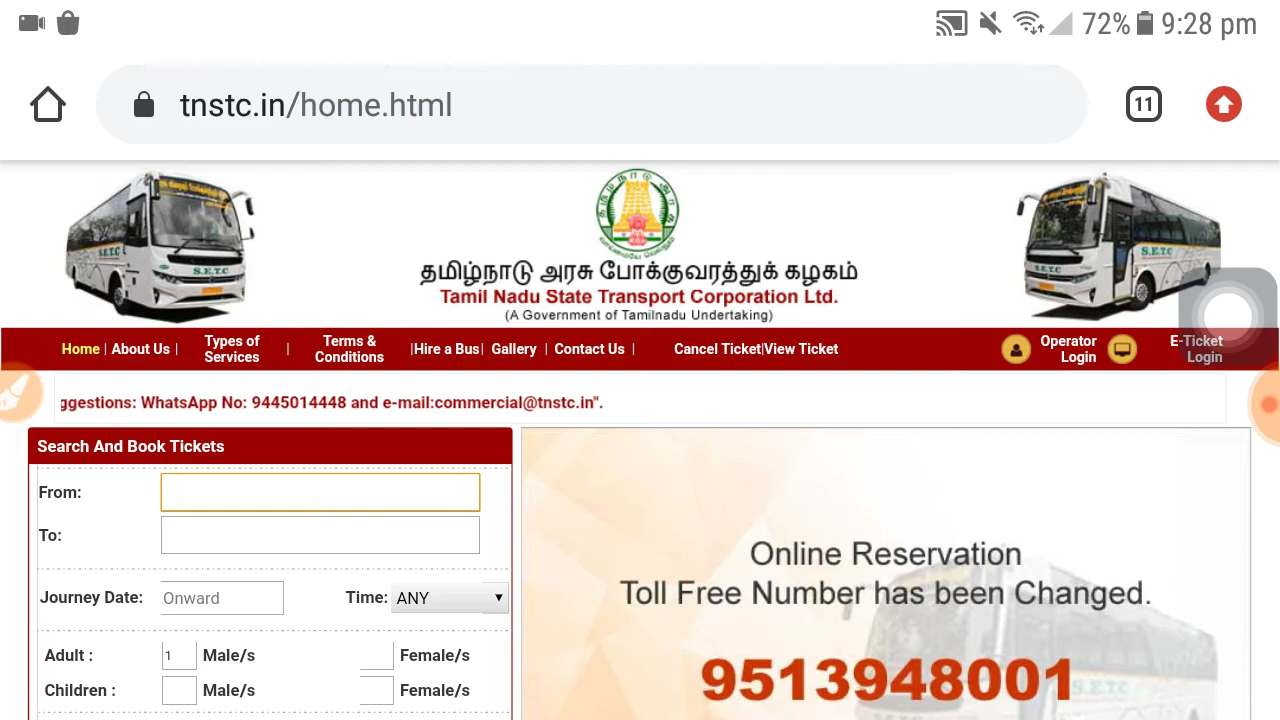 72% 9:28 pm
tnstc.in/home.html 11
S.E.T.C
S.E.T.C
S.E.T.C
S.E.T.C
தமிழ்நாடு அரசு போக்குவரத்துக் கழகம்
Tamil Nadu State Transport Corporation Ltd.
(A Government of Tamilnadu Undertaking)
Home | About Us | Types of Services | Terms & Conditions |Hire a Bus| Gallery | Contact Us | Cancel Ticket|View Ticket Operator Login E-Ticket Login
ggestions: WhatsApp No: 9445014448 and e-mail:commercial@tnstc.in".
Search And Book Tickets
From:
To:
Journey Date: Onward Time: ANY
Adult : 1 Male/s Female/s
Children : Male/s Female/s
Online Reservation
Toll Free Number has been Changed.
9513948001
S.E.T.C